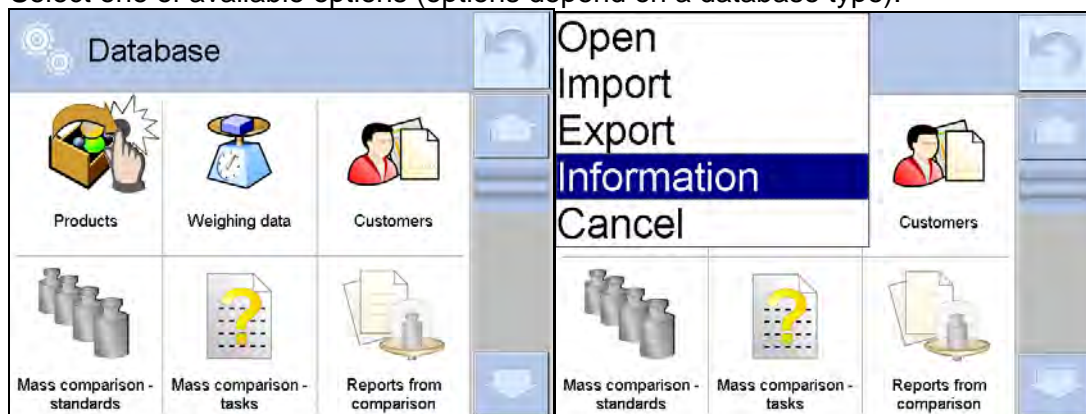 Select one of available options (options depend on a database type):
Database
Products
Weighing data
Customers
Mass comparison -
standards
Mass comparison -
tasks
Reports from
comparison
Open
Import
Export
Information
Cancel
Customers
Mass comparison -
standards
Mass comparison -
tasks
Reports from
comparison